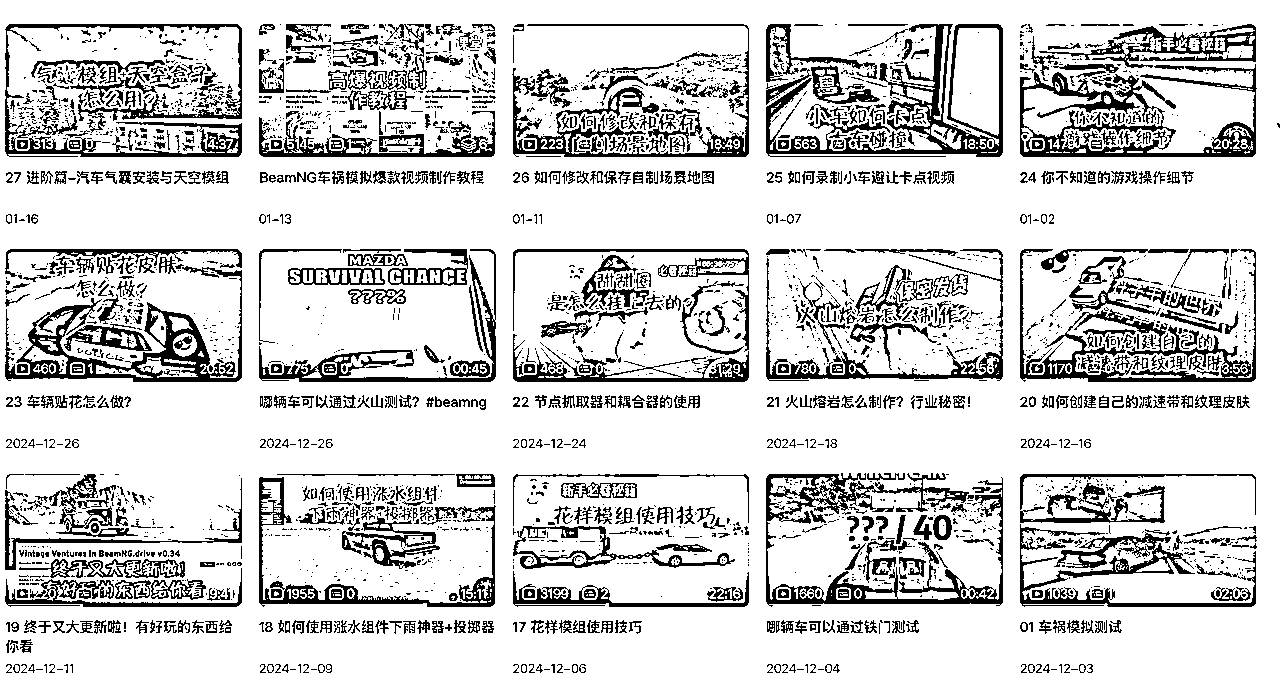 气囊模组+天空盒子
怎么用?
313 0 14:37
27 进阶篇-汽车气囊安装与天空模组
01-16
高爆视频制
作教程
5145 6
BeamNG车祸模拟爆款视频制作教程
01-13
如何修改和保存
自制场景地图
223 18:49
26 如何修改和保存自制场景地图
01-11
小车如何卡点
563 18:50
25 如何录制小车避让卡点视频
01-07
新手必看教程
你不知道的
游戏操作细节
20:28
24 你不知道的游戏操作细节
01-02
车辆贴花皮肤
怎么做?
460 1 20:52
23 车辆贴花怎么做?
2024-12-26
MAZDA
SURVIVAL CHANCE
???%
775 0 00:45
哪辆车可以通过火山测试? #beamng
2024-12-26
甜甜圈
是怎么挂上去的?
468 0
22 节点抓取器和耦合器的使用
2024-12-24
火山熔岩怎么制作?
780 0 22:56
21 火山熔岩怎么制作? 行业秘密!
2024-12-18
如何创建自己的
减速带和纹理皮肤
1170
20 如何创建自己的减速带和纹理皮肤
2024-12-16
Vintage Ventures in BeamNG.drive v0.34
终于又大更新啦!
有好玩的东西给你看
19 终于又大更新啦! 有好玩的东西给
你看
2024-12-11
如何使用涨水组件
下雨神器+投掷器
1955 0 15:11
18 如何使用涨水组件下雨神器+投掷器
2024-12-09
新手必看教程
花样模组使用技巧
3199 2 22:16
17 花样模组使用技巧
2024-12-06
??? / 40
1660 0 00:42
哪辆车可以通过铁门测试
2024-12-04
1039 1 02:06
01 车祸模拟测试
2024-12-03